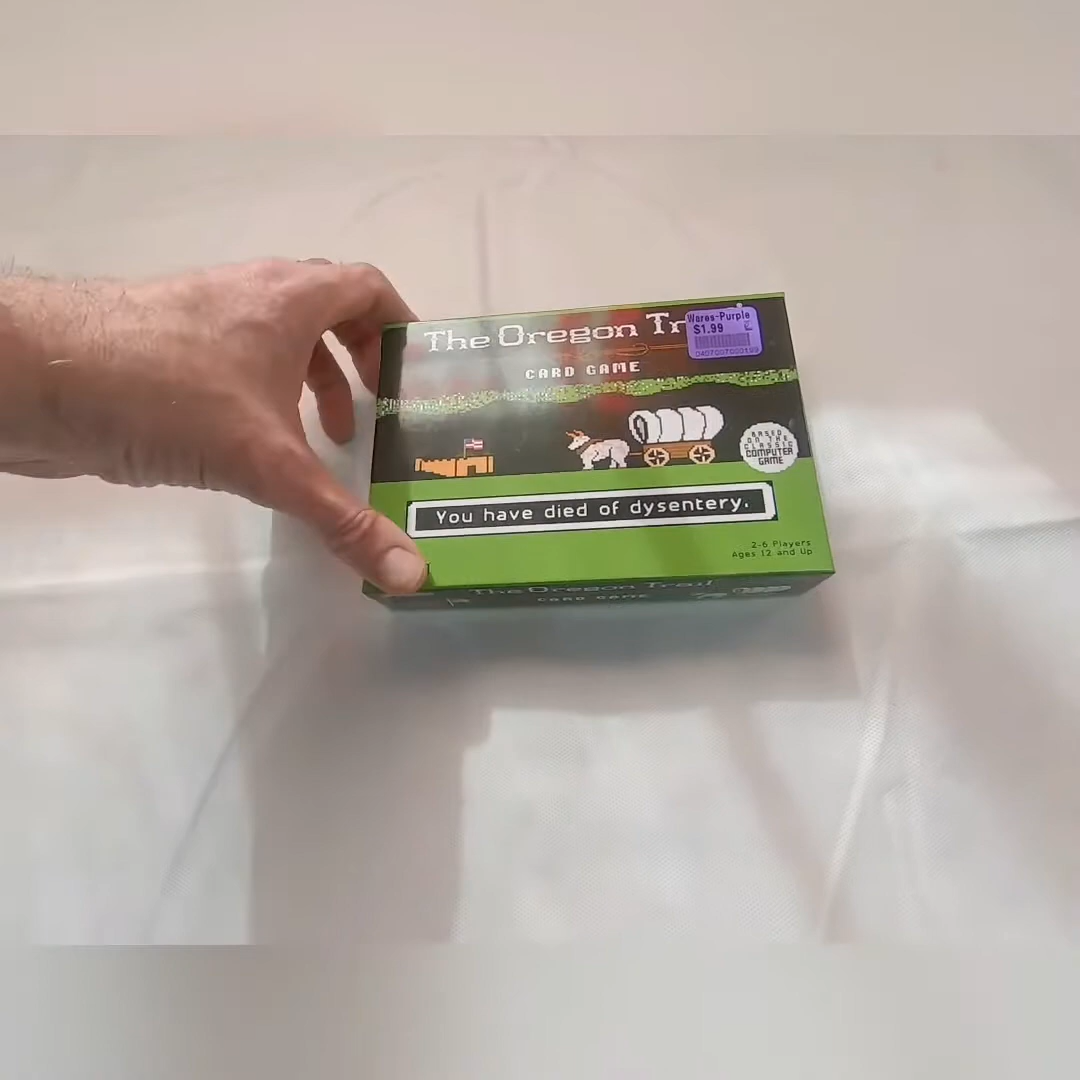 The Oregon Tr
Wares-Purple
$1.99
0407007000199
CARD GAME
BASED
ON THE
CLASSIC
COMPUTER
GAME
You have died of dysentery.
2-6 Players
Ages 12 and Up
The Oregon Trail
CARD GAME